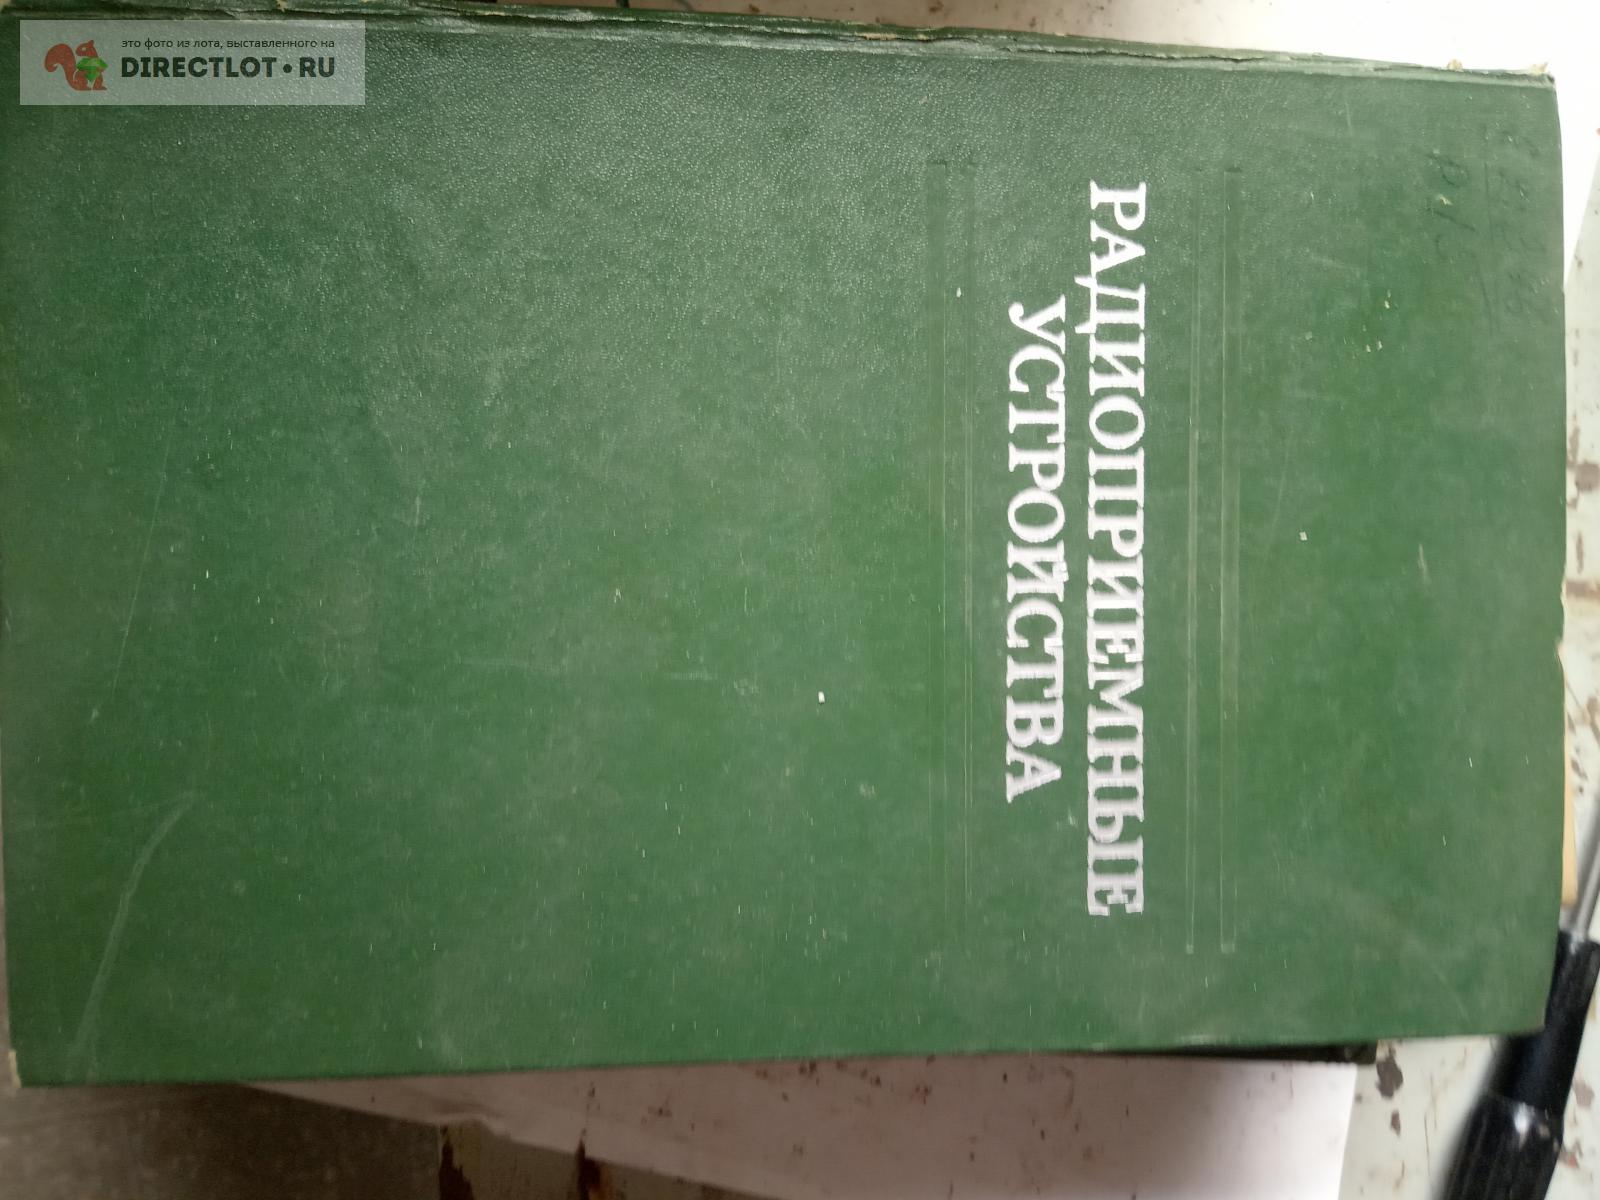 это фото из лота, выставленного на
DIRECTLOT.RU
РАДИОПРИЕМНЫЕ
УСТРОЙСТВА